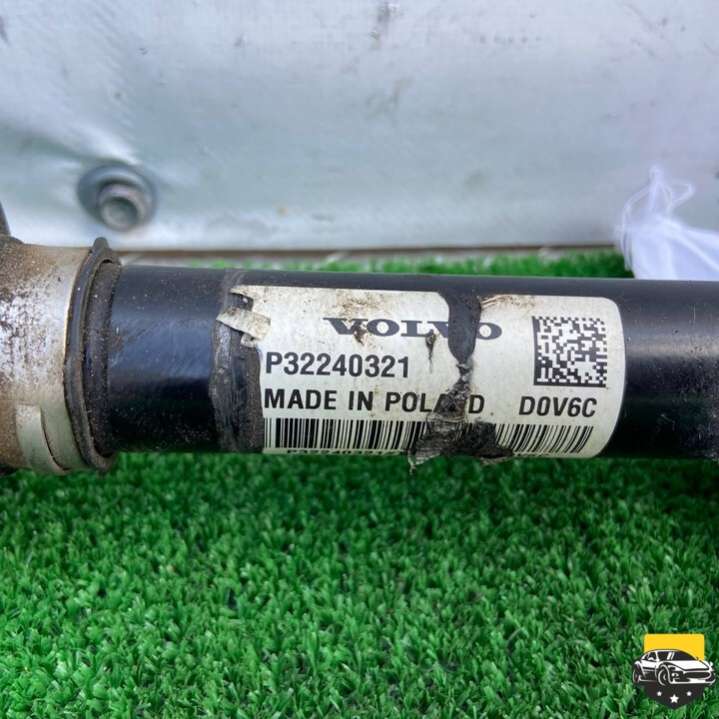 VOLVO
P32240321
MADE IN POLAND D0V6C